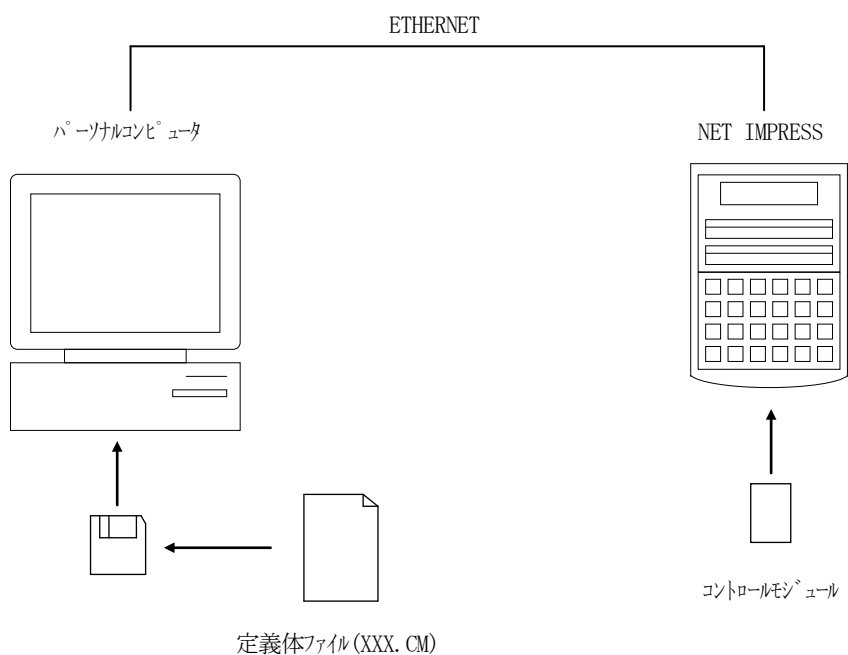 ETHERNET
ﾊﾟｰｿﾅﾙｺﾝﾋﾟｭｰﾀ
NET IMPRESS
ｺﾝﾄﾛｰﾙﾓｼﾞｭｰﾙ
定義体ﾌｧｲﾙ(XXX.CM)